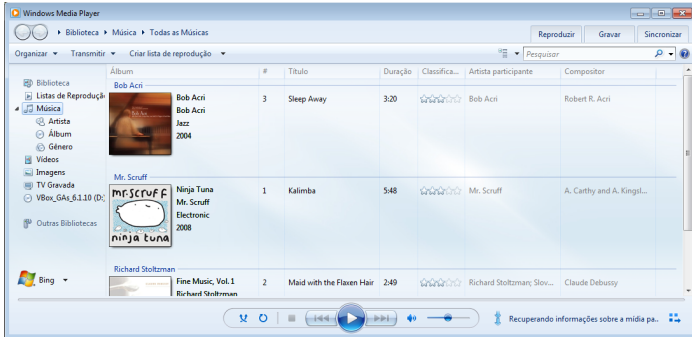 Windows Media Player
Biblioteca Música Todas as Músicas
Reproduzir Gravar Sincronizar
Organizar Transmitir Criar lista de reprodução Pesquisar
Álbum # Título Duração Classifica... Artista participante Compositor
Biblioteca
Listas de Reproduçã
Música
Artista
Álbum
Gênero
Vídeos
Imagens
TV Gravada
VBox_GAs_6.1.10 (D:)
Outras Bibliotecas
Bing
Bob Acri
Bob Acri 3 Sleep Away 3:20 Bob Acri Robert R. Acri
Bob Acri
Jazz
2004
Mr. Scruff
mr.scruff
ninja tuna
Ninja Tuna 1 Kalimba 5:48 Mr. Scruff A. Carthy and A. Kingsl...
Mr. Scruff
Electronic
2008
Richard Stoltzman
Fine Music, Vol. 1 2 Maid with the Flaxen Hair 2:49 Richard Stoltzman; Slov... Claude Debussy
Richard Stoltzman
Recuperando informações sobre a mídia pa..